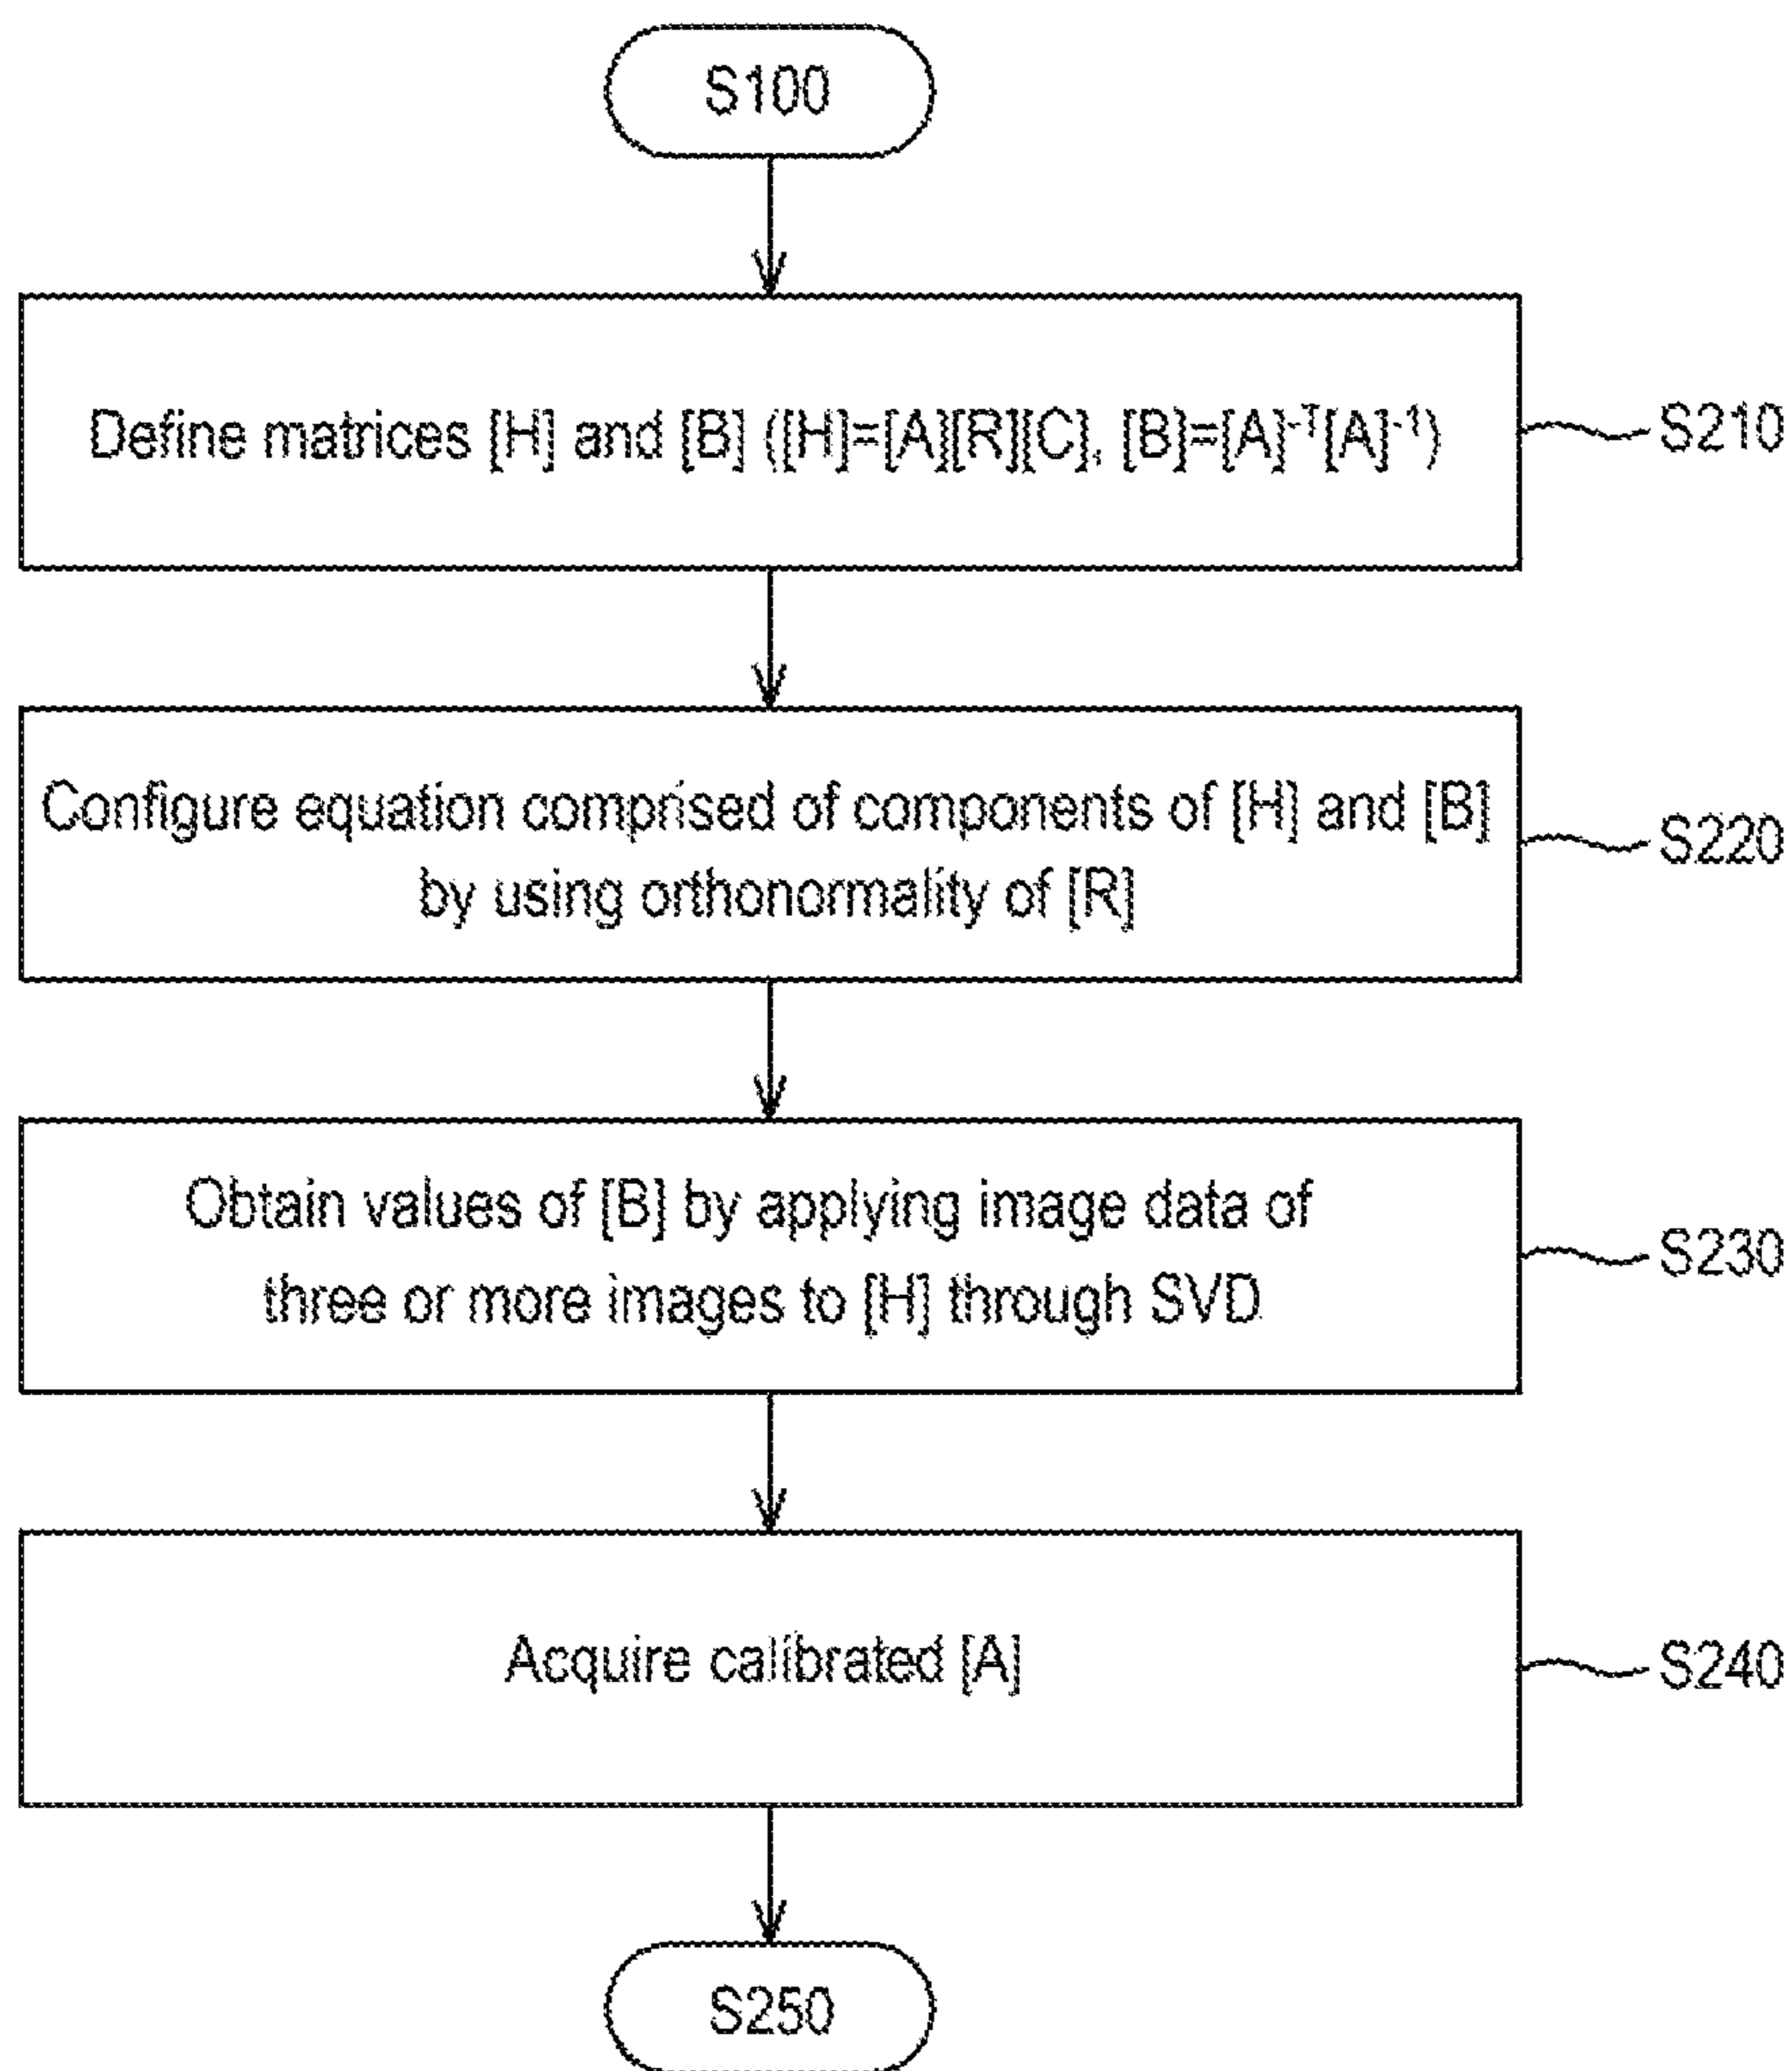 S100
Define matrices [H] and [B] ([H]=[A][R][C], [B]=[A]⁻ᵀ[A]⁻¹)
S210
Configure equation comprised of components of [H] and [B]
by using orthonormality of [R]
S220
Obtain values of [B] by applying image data of
three or more images to [H] through SVD
S230
Acquire calibrated [A]
S240
S250